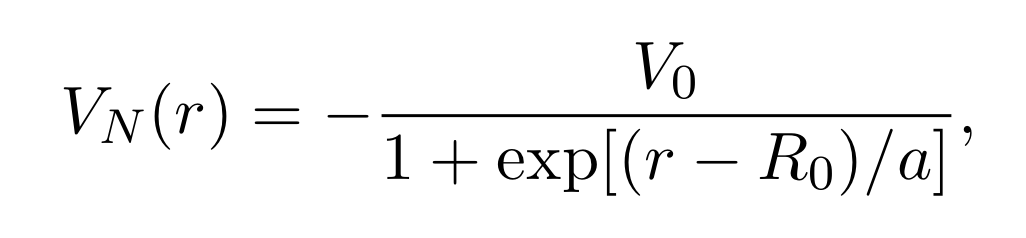 $V_N(r) = -\frac{V_0}{1 + \exp[(r - R_0)/a]},$